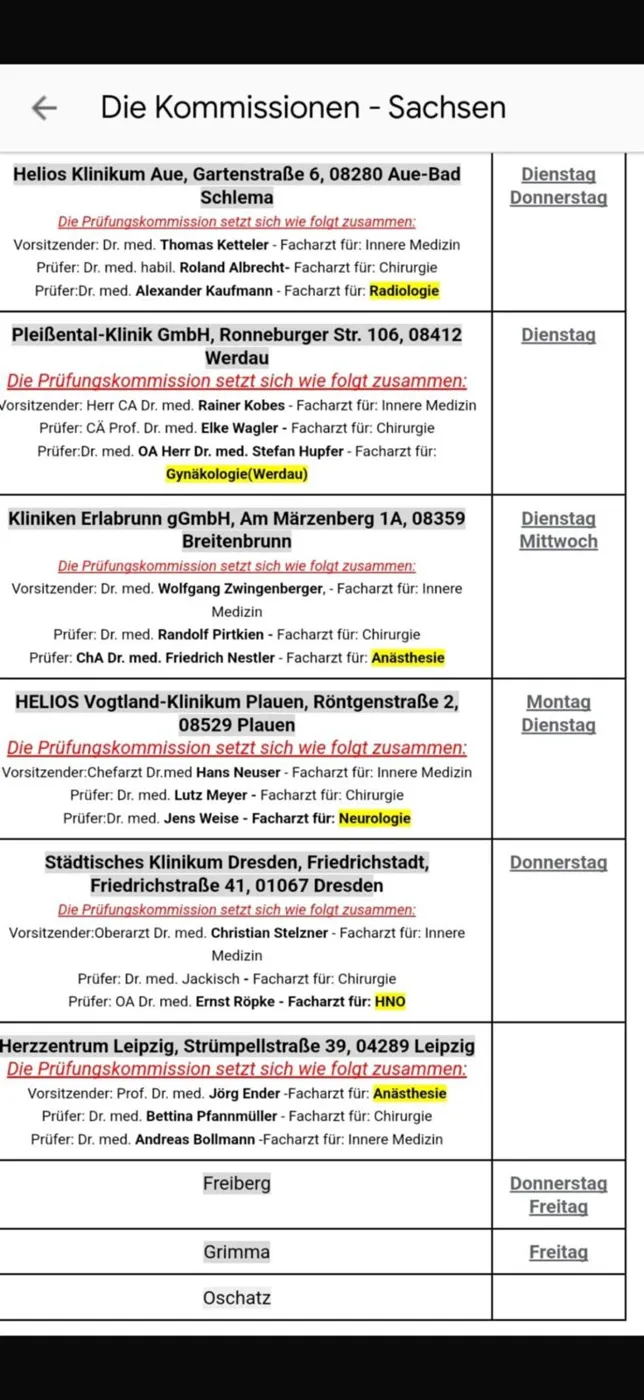 Die Kommissionen - Sachsen
Helios Klinikum Aue, Gartenstraße 6, 08280 Aue-Bad
Schlema
Die Prüfungskommission setzt sich wie folgt zusammen:
Vorsitzender: Dr. med. Thomas Ketteler - Facharzt für: Innere Medizin
Prüfer: Dr. med. habil. Roland Albrecht- Facharzt für: Chirurgie
Prüfer:Dr. med. Alexander Kaufmann - Facharzt für: Radiologie
Dienstag
Donnerstag
Pleißental-Klinik GmbH, Ronneburger Str. 106, 08412
Werdau
Die Prüfungskommission setzt sich wie folgt zusammen:
Vorsitzender: Herr CA Dr. med. Rainer Kobes - Facharzt für: Innere Medizin
Prüfer: CÄ Prof. Dr. med. Elke Wagler - Facharzt für: Chirurgie
Prüfer:Dr. med. OA Herr Dr. med. Stefan Hupfer - Facharzt für:
Gynäkologie(Werdau)
Dienstag
Kliniken Erlabrunn gGmbH, Am Märzenberg 1A, 08359
Breitenbrunn
Die Prüfungskommission setzt sich wie folgt zusammen:
Vorsitzender: Dr. med. Wolfgang Zwingenberger, - Facharzt für: Innere
Medizin
Prüfer: Dr. med. Randolf Pirtkien - Facharzt für: Chirurgie
Prüfer: ChA Dr. med. Friedrich Nestler - Facharzt für: Anästhesie
Dienstag
Mittwoch
HELIOS Vogtland-Klinikum Plauen, Röntgenstraße 2,
08529 Plauen
Die Prüfungskommission setzt sich wie folgt zusammen:
Vorsitzender:Chefarzt Dr.med Hans Neuser - Facharzt für: Innere Medizin
Prüfer: Dr. med. Lutz Meyer - Facharzt für: Chirurgie
Prüfer:Dr. med. Jens Weise - Facharzt für: Neurologie
Montag
Dienstag
Städtisches Klinikum Dresden, Friedrichstadt,
Friedrichstraße 41, 01067 Dresden
Die Prüfungskommission setzt sich wie folgt zusammen:
Vorsitzender:Oberarzt Dr. med. Christian Stelzner - Facharzt für: Innere
Medizin
Prüfer: Dr. med. Jackisch - Facharzt für: Chirurgie
Prüfer: OA Dr. med. Ernst Röpke - Facharzt für: HNO
Donnerstag
Herzzentrum Leipzig, Strümpellstraße 39, 04289 Leipzig
Die Prüfungskommission setzt sich wie folgt zusammen:
Vorsitzender: Prof. Dr. med. Jörg Ender -Facharzt für: Anästhesie
Prüfer: Dr. med. Bettina Pfannmüller - Facharzt für: Chirurgie
Prüfer: Dr. med. Andreas Bollmann -Facharzt für: Innere Medizin
Freiberg
Donnerstag
Freitag
Grimma
Freitag
Oschatz